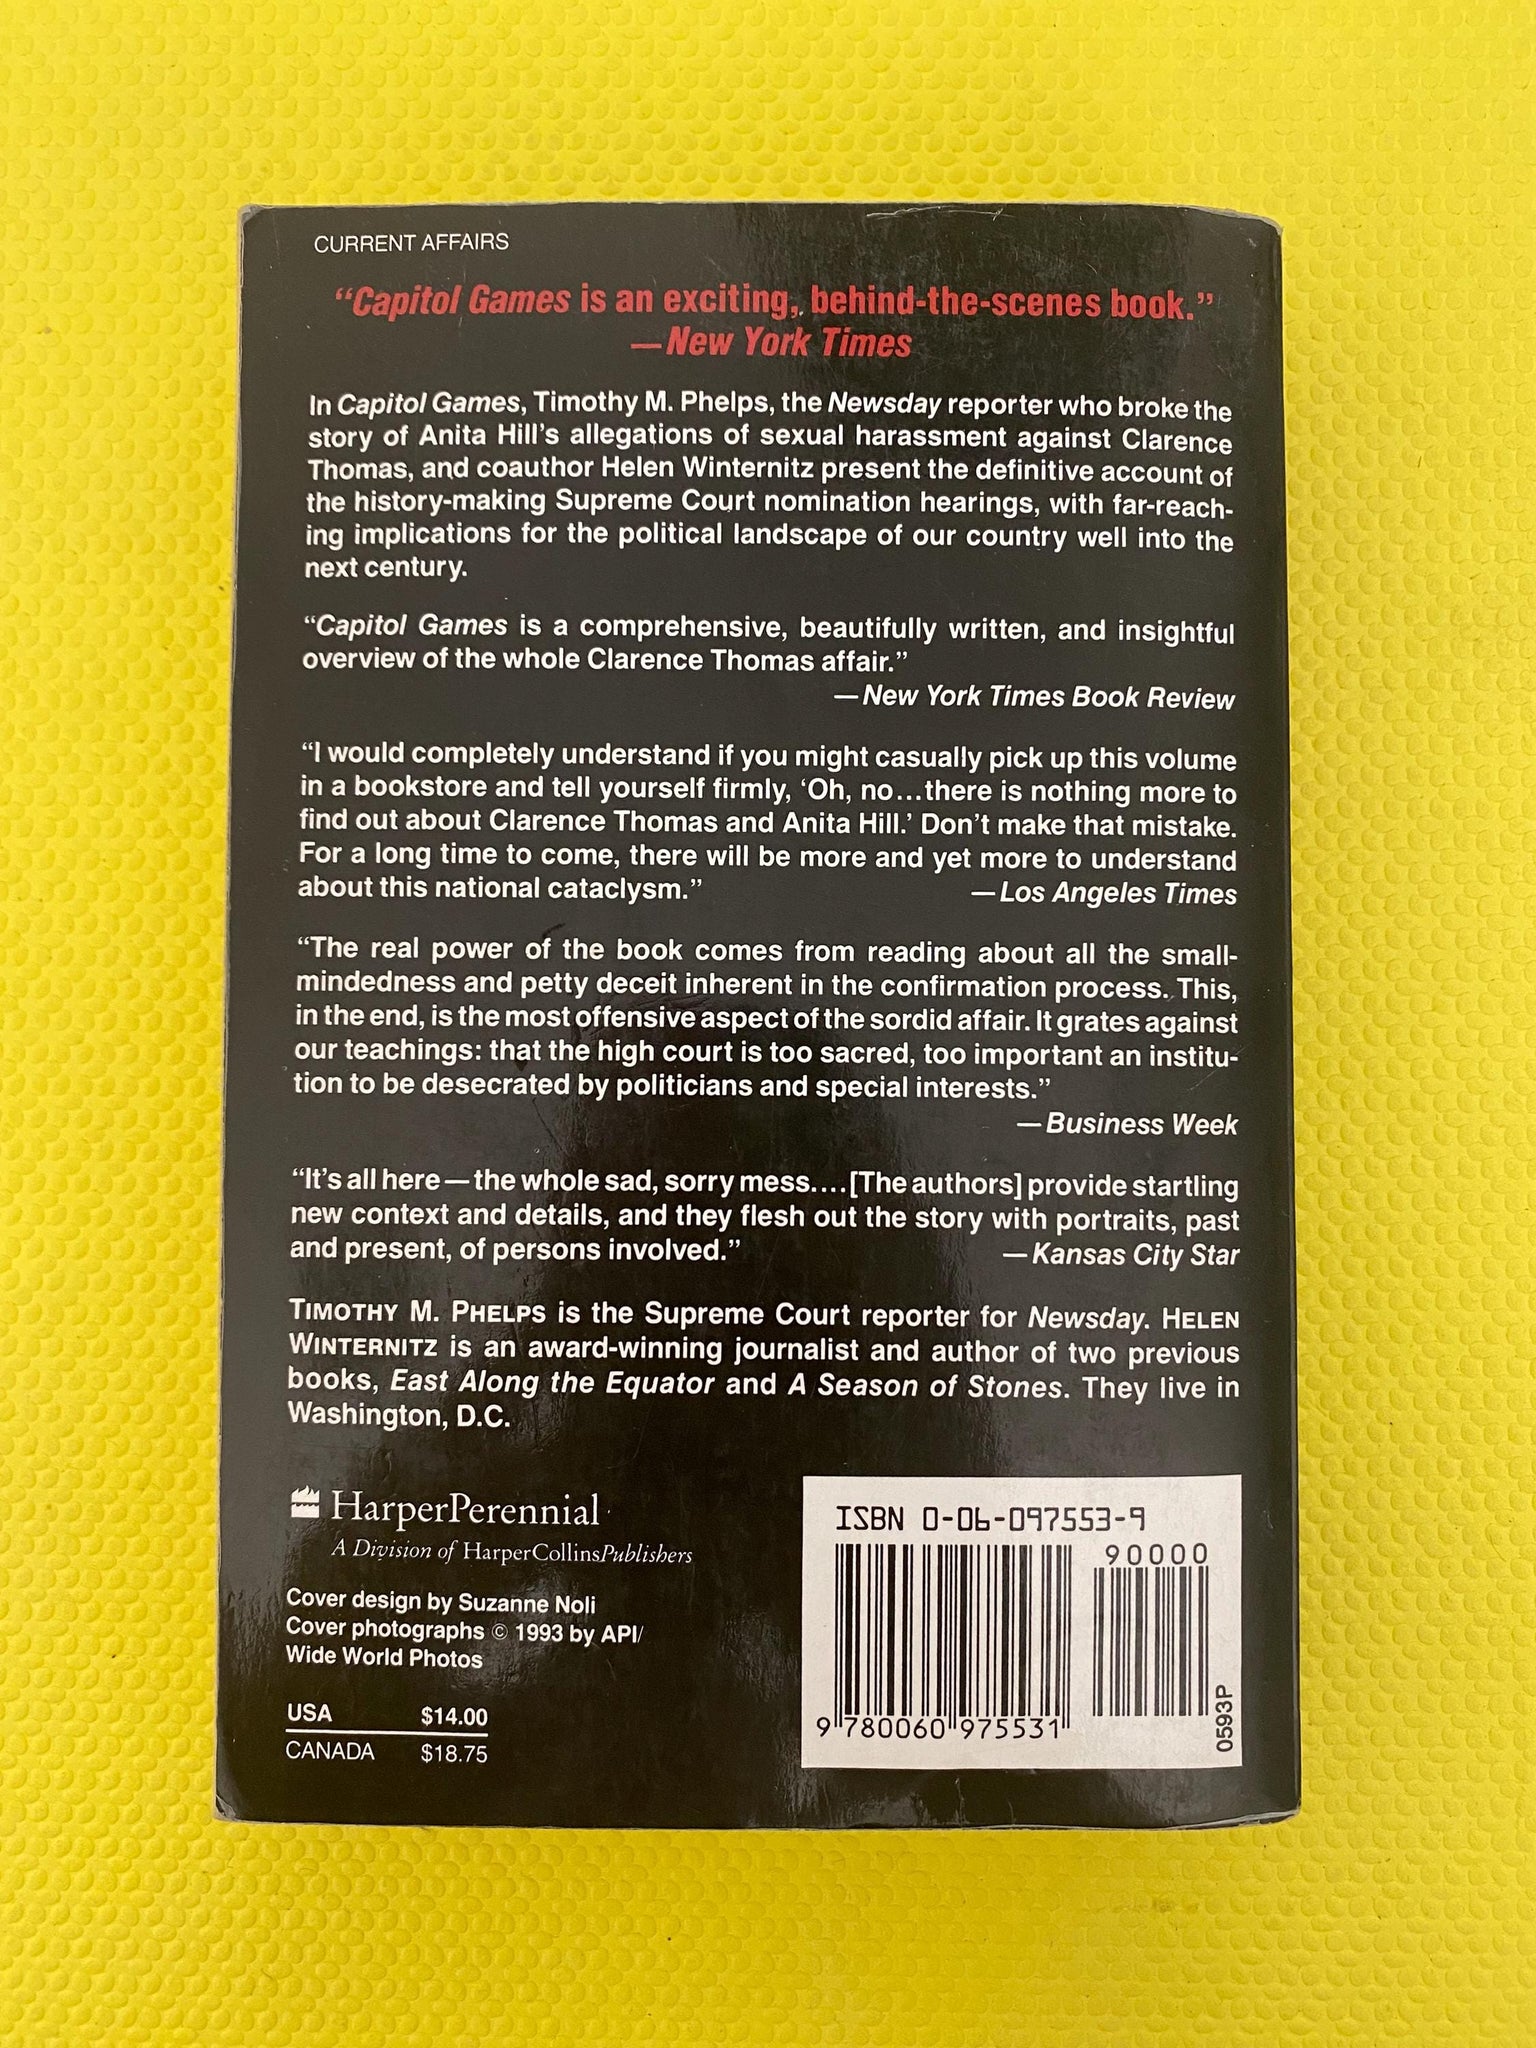 CURRENT AFFAIRS
“Capitol Games is an exciting, behind-the-scenes book.”
—New York Times
In Capitol Games, Timothy M. Phelps, the Newsday reporter who broke the
story of Anita Hill’s allegations of sexual harassment against Clarence
Thomas, and coauthor Helen Winternitz present the definitive account of
the history-making Supreme Court nomination hearings, with far-reach-
ing implications for the political landscape of our country well into the
next century.
“Capitol Games is a comprehensive, beautifully written, and insightful
overview of the whole Clarence Thomas affair.”
—New York Times Book Review
“I would completely understand if you might casually pick up this volume
in a bookstore and tell yourself firmly, ‘Oh, no...there is nothing more to
find out about Clarence Thomas and Anita Hill.’ Don’t make that mistake.
For a long time to come, there will be more and yet more to understand
about this national cataclysm.” —Los Angeles Times
“The real power of the book comes from reading about all the small-
mindedness and petty deceit inherent in the confirmation process. This,
in the end, is the most offensive aspect of the sordid affair. It grates against
our teachings: that the high court is too sacred, too important an institu-
tion to be desecrated by politicians and special interests.”
—Business Week
“It’s all here—the whole sad, sorry mess....[The authors] provide startling
new context and details, and they flesh out the story with portraits, past
and present, of persons involved.” —Kansas City Star
TIMOTHY M. PHELPS is the Supreme Court reporter for Newsday. HELEN
WINTERNITZ is an award-winning journalist and author of two previous
books, East Along the Equator and A Season of Stones. They live in
Washington, D.C.
HarperPerennial
A Division of HarperCollinsPublishers
Cover design by Suzanne Noli
Cover photographs © 1993 by API/
Wide World Photos
USA $14.00
CANADA $18.75
ISBN 0-06-097553-9
90000
9 780060 975531
0593P